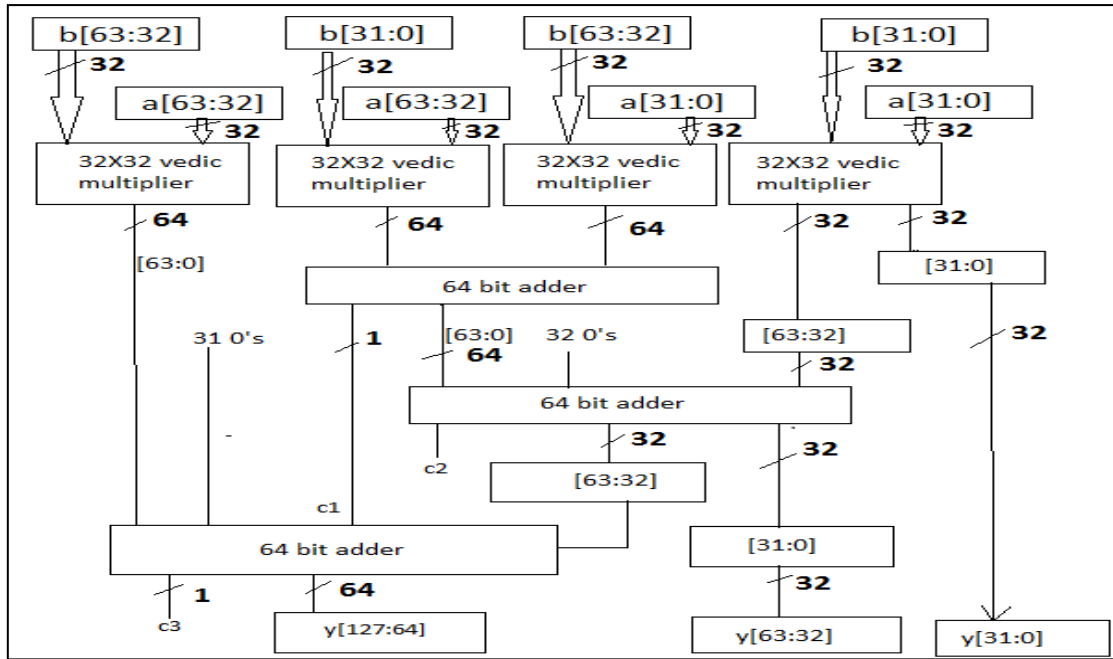 b[63:32]
b[31:0]
b[63:32]
b[31:0]
32
32
32
32
a[63:32]
a[63:32]
a[31:0]
a[31:0]
32
32
32
32
32X32 vedic
multiplier
32X32 vedic
multiplier
32X32 vedic
multiplier
32X32 vedic
multiplier
64
64
64
32
32
[63:0]
[31:0]
64 bit adder
31 0's
1
[63:0]
64
32 0's
[63:32]
32
32
64 bit adder
c2
32
32
[63:32]
c1
64 bit adder
[31:0]
1
64
32
c3
y[127:64]
y[63:32]
y[31:0]